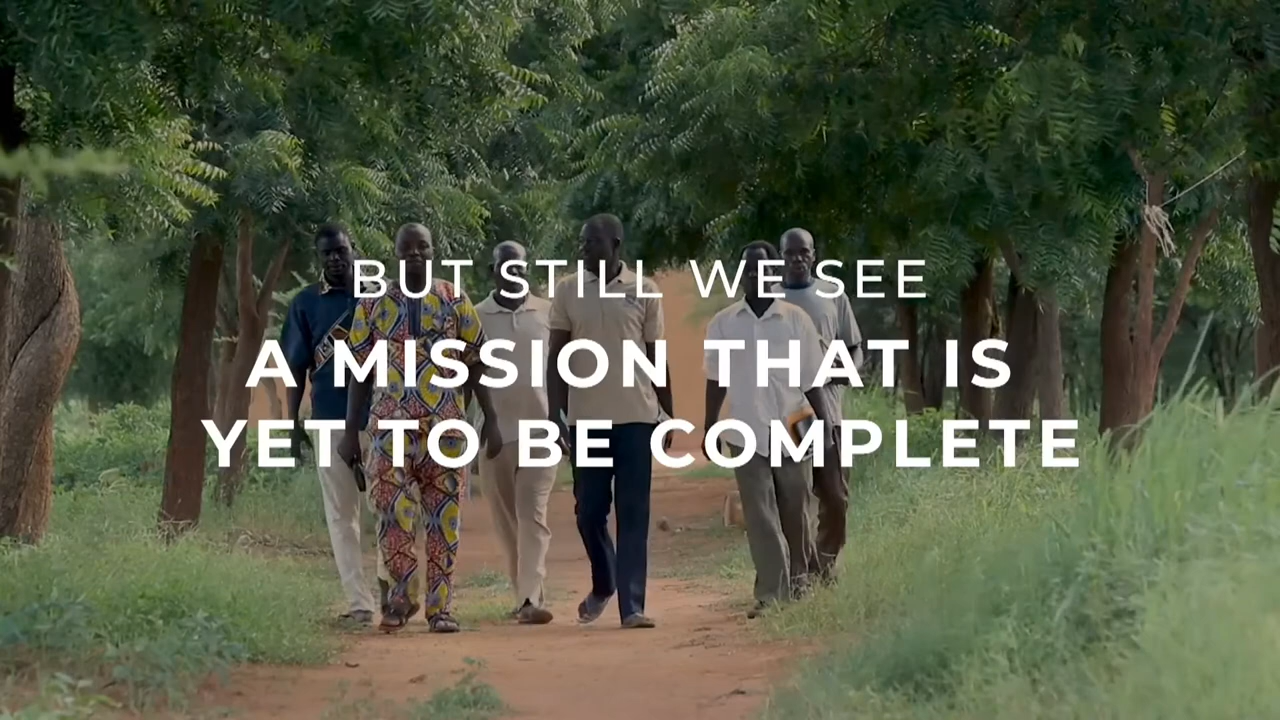 BUT STILL WE SEE
A MISSION THAT IS
YET TO BE COMPLETE